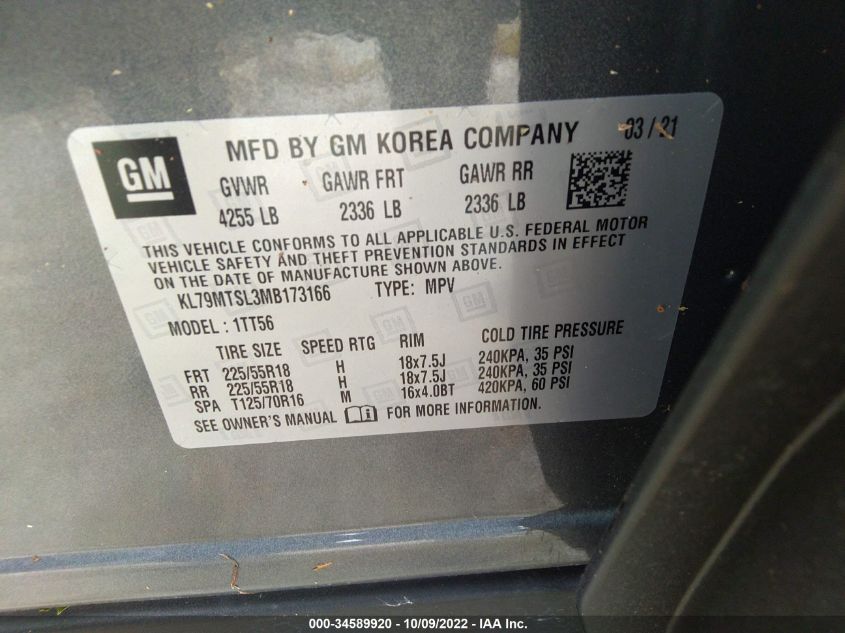 GM
MFD BY GM KOREA COMPANY 03/21
GVWR GAWR FRT GAWR RR
4255 LB 2336 LB 2336 LB
THIS VEHICLE CONFORMS TO ALL APPLICABLE U.S. FEDERAL MOTOR
VEHICLE SAFETY AND THEFT PREVENTION STANDARDS IN EFFECT
ON THE DATE OF MANUFACTURE SHOWN ABOVE.
KL79MTSL3MB173166 TYPE: MPV
MODEL : 1TT56
TIRE SIZE SPEED RTG RIM COLD TIRE PRESSURE
FRT 225/55R18 H 18x7.5J 240KPA, 35 PSI
RR 225/55R18 H 18x7.5J 240KPA, 35 PSI
SPA T125/70R16 M 16x4.0BT 420KPA, 60 PSI
SEE OWNER'S MANUAL FOR MORE INFORMATION.
000-34589920 - 10/09/2022 - IAA Inc.